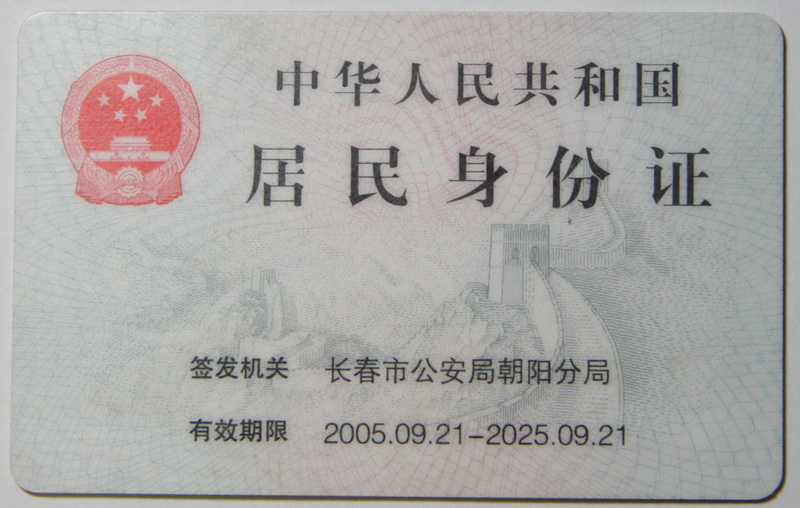 中华人民共和国
居民身份证
签发机关 长春市公安局朝阳分局
有效期限 2005.09.21-2025.09.21